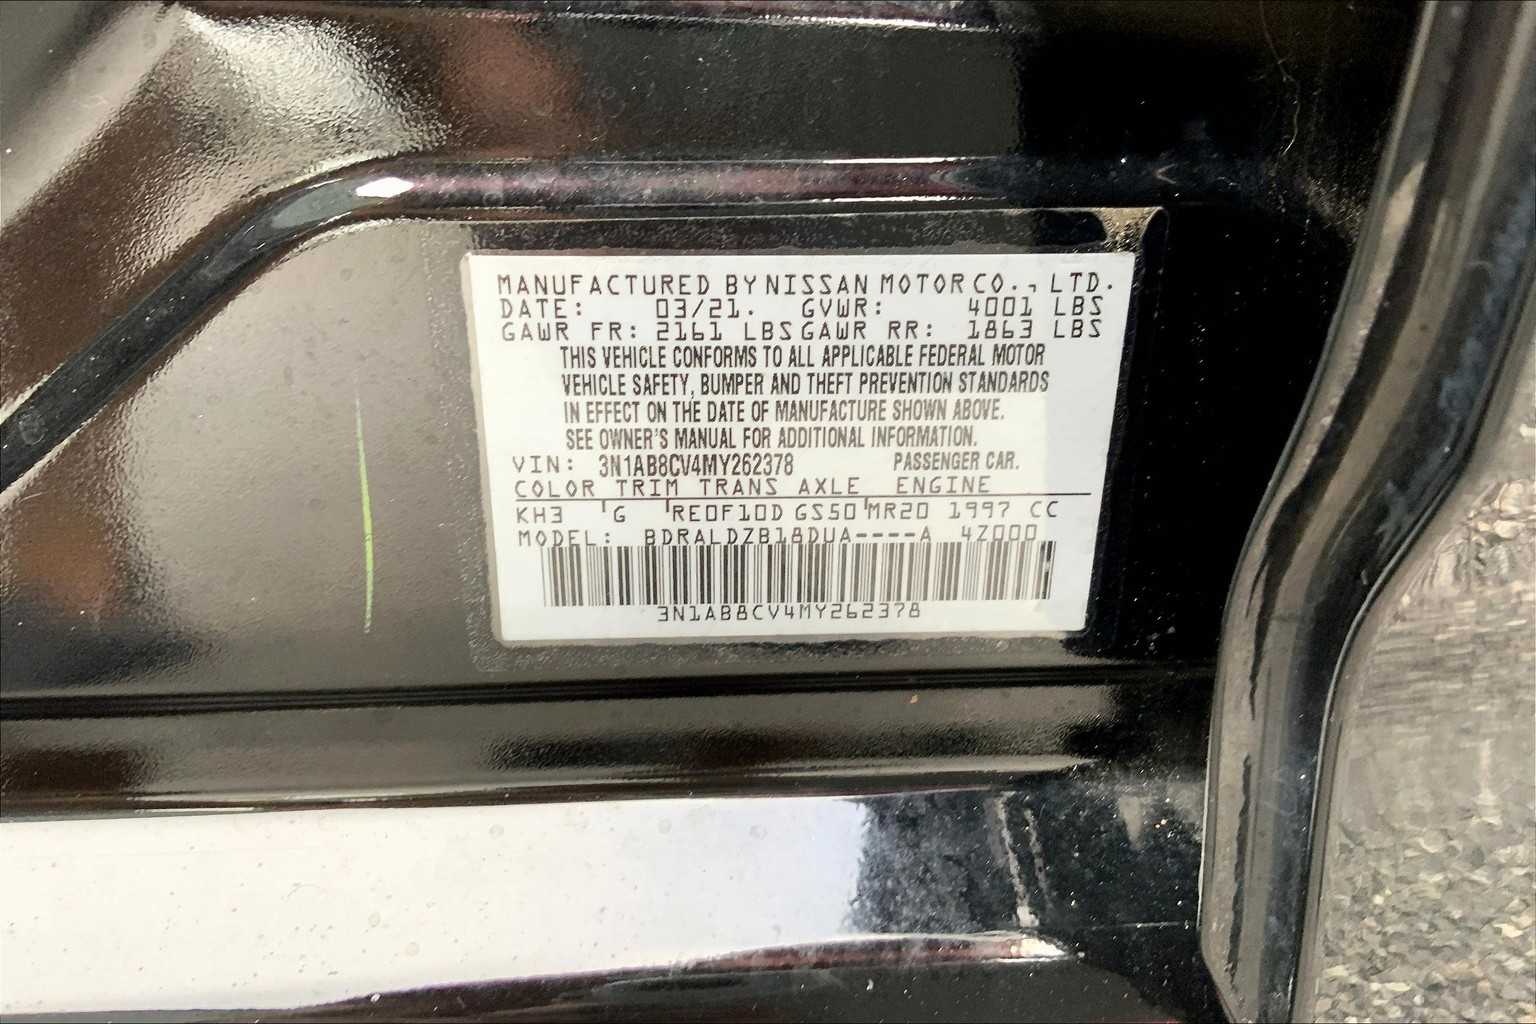 MANUFACTURED BY NISSAN MOTOR CO., LTD.
DATE: 03/21. GVWR: 4001 LBS
GAWR FR: 2161 LBS GAWR RR: 1863 LBS
THIS VEHICLE CONFORMS TO ALL APPLICABLE FEDERAL MOTOR
VEHICLE SAFETY, BUMPER AND THEFT PREVENTION STANDARDS
IN EFFECT ON THE DATE OF MANUFACTURE SHOWN ABOVE.
SEE OWNER'S MANUAL FOR ADDITIONAL INFORMATION.
VIN: 3N1AB8CV4MY262378 PASSENGER CAR.
COLOR TRIM TRANS AXLE ENGINE
KH3 G RE0F10D GS50 MR20 1997 CC
MODEL: BDRALDZB18DUA----A 4Z000
3N1AB8CV4MY262378